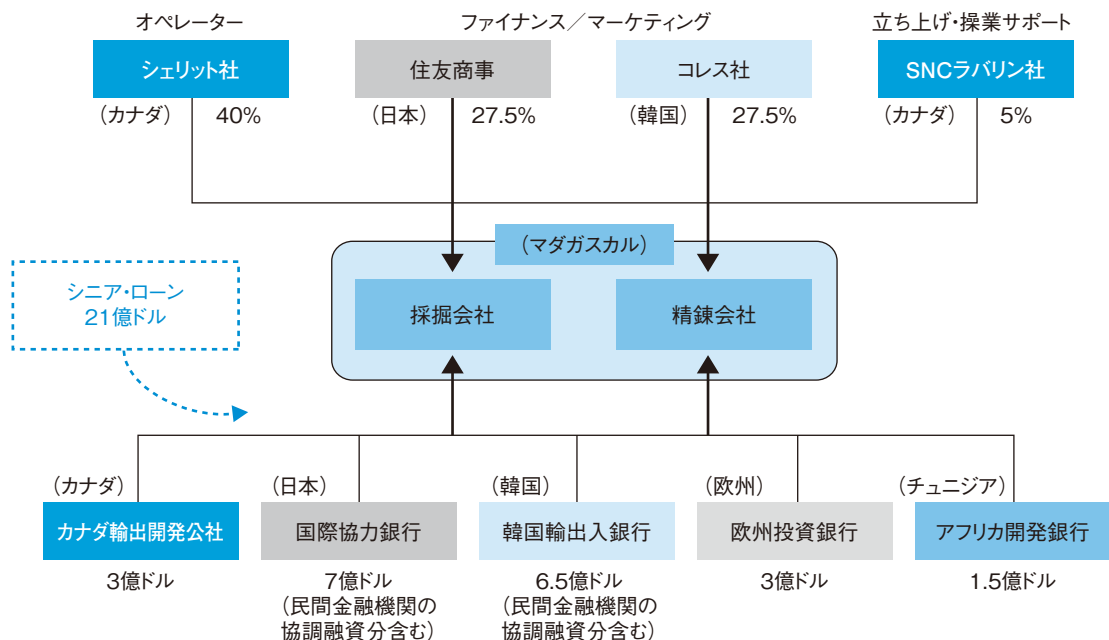 オペレーター
ファイナンス／マーケティング
立ち上げ・操業サポート
シェリット社
住友商事
コレス社
SNCラバリン社
（カナダ） 40%
（日本） 27.5%
（韓国） 27.5%
（カナダ） 5%
（マダガスカル）
採掘会社
精錬会社
シニア・ローン
21億ドル
（カナダ）
（日本）
（韓国）
（欧州）
（チュニジア）
カナダ輸出開発公社
国際協力銀行
韓国輸出入銀行
欧州投資銀行
アフリカ開発銀行
3億ドル
7億ドル
（民間金融機関の
協調融資分含む）
6.5億ドル
（民間金融機関の
協調融資分含む）
3億ドル
1.5億ドル